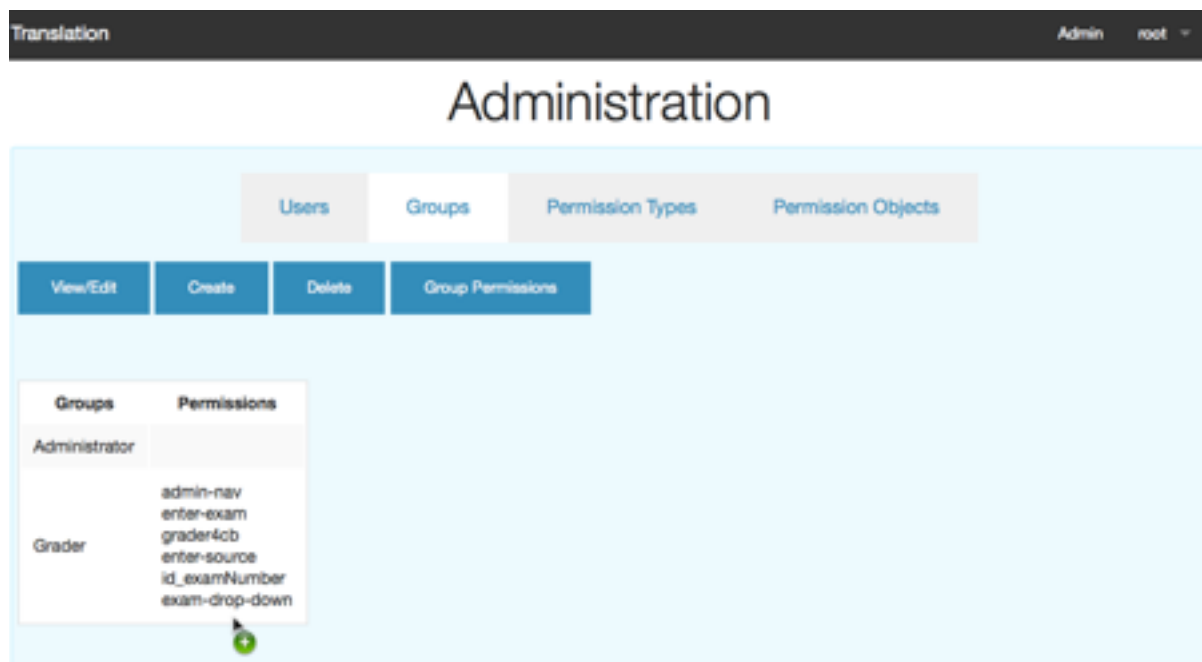 Translation Admin root
Administration
Users Groups Permission Types Permission Objects
View/Edit Create Delete Group Permissions
Groups Permissions
Administrator
admin-nav
enter-exam
grader4cb
Grader
enter-source
id_examNumber
exam-drop-down